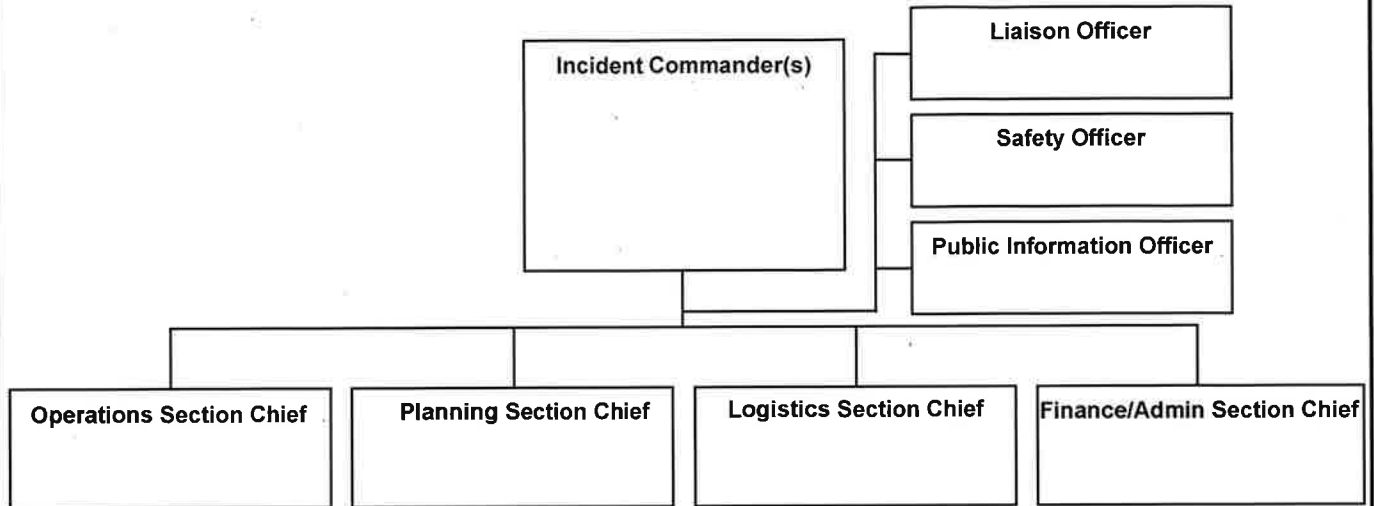 Liaison Officer
Incident Commander(s)
Safety Officer
Public Information Officer
Operations Section Chief
Planning Section Chief
Logistics Section Chief
Finance/Admin Section Chief